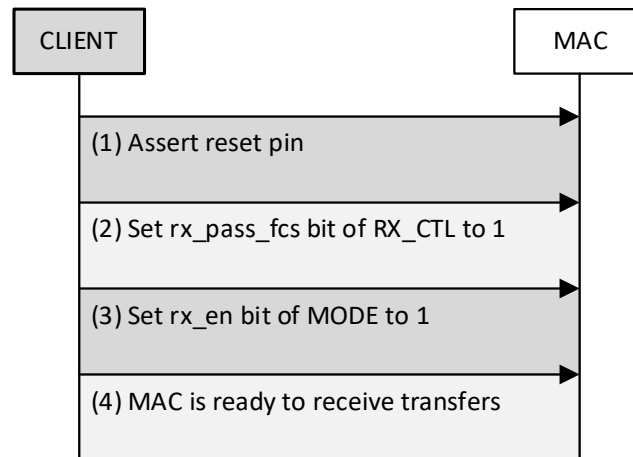 CLIENT
MAC
(1) Assert reset pin
(2) Set rx_pass_fcs bit of RX_CTL to 1
(3) Set rx_en bit of MODE to 1
(4) MAC is ready to receive transfers